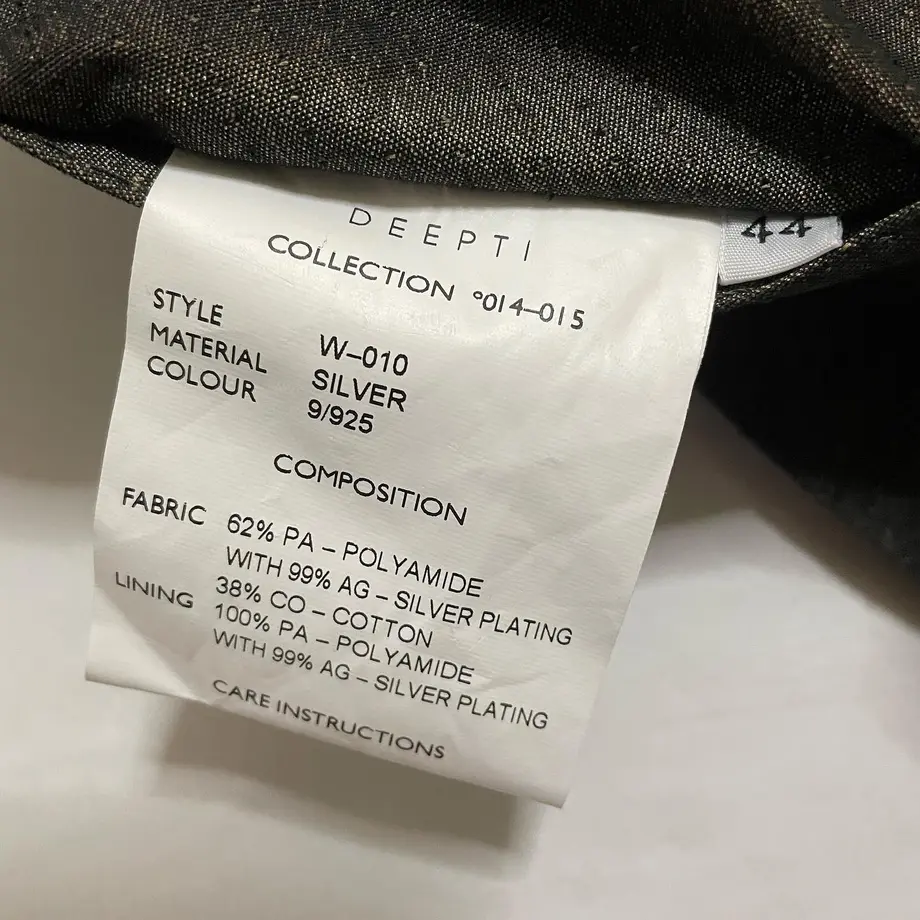 DEEPTI
44
COLLECTION °014–015
STYLE W–010
MATERIAL SILVER
COLOUR 9/925
COMPOSITION
FABRIC 62% PA – POLYAMIDE
WITH 99% AG – SILVER PLATING
38% CO – COTTON
LINING 100% PA – POLYAMIDE
WITH 99% AG – SILVER PLATING
CARE INSTRUCTIONS